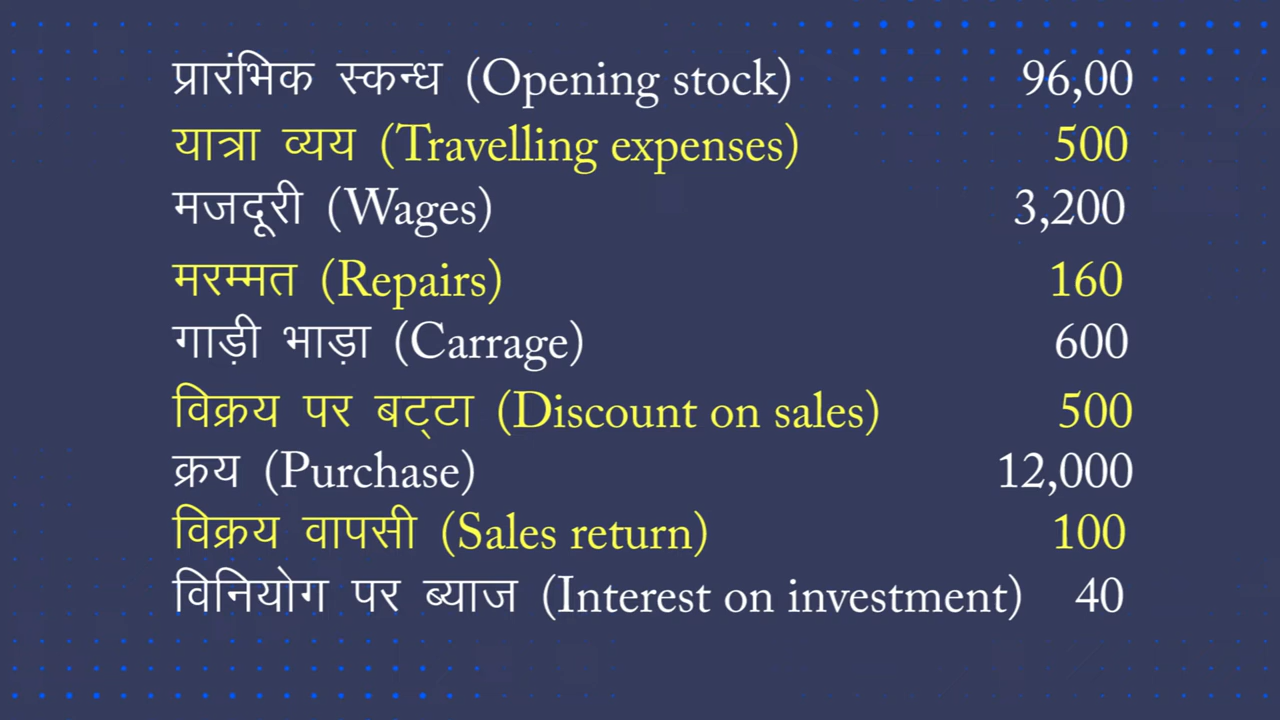 प्रारंभिक स्कन्ध (Opening stock) 96,00
यात्रा व्यय (Travelling expenses) 500
मजदूरी (Wages) 3,200
मरम्मत (Repairs) 160
गाड़ी भाड़ा (Carrage) 600
विक्रय पर बट्टा (Discount on sales) 500
क्रय (Purchase) 12,000
विक्रय वापसी (Sales return) 100
विनियोग पर ब्याज (Interest on investment) 40